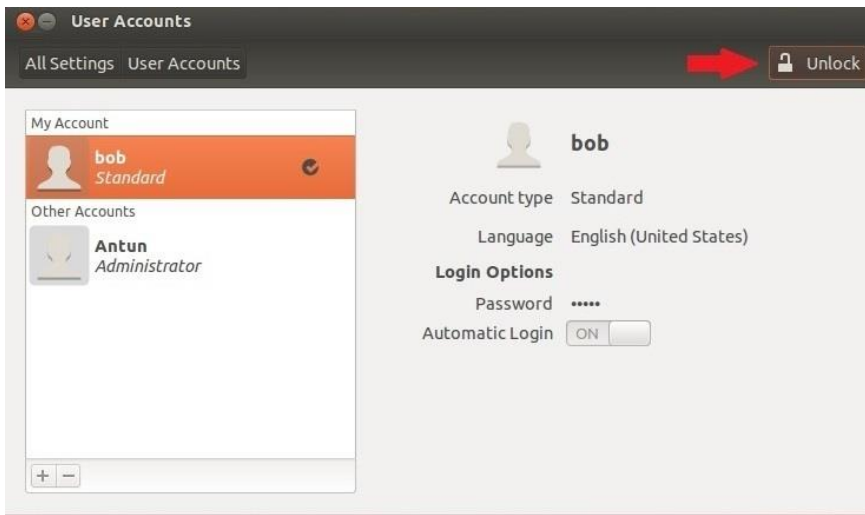 User Accounts
All Settings User Accounts
Unlock
My Account
bob
Standard
Other Accounts
Antun
Administrator
bob
Account type Standard
Language English (United States)
Login Options
Password •••••
Automatic Login ON
+ −